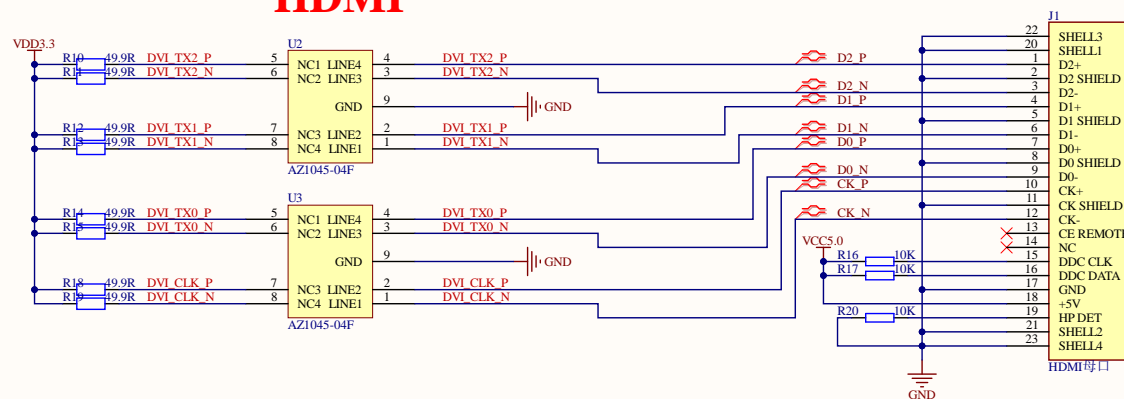 HDMI
J1
VDD3.3
U2
22 SHELL3
20 SHELL1
R10 49.9R DVI_TX2_P 5 NC1 LINE4 4 DVI_TX2_P D2_P 1 D2+
R11 49.9R DVI_TX2_N 6 NC2 LINE3 3 DVI_TX2_N 2 D2 SHIELD
D2_N 3 D2-
GND 9 GND D1_P 4 D1+
5 D1 SHIELD
R12 49.9R DVI_TX1_P 7 NC3 LINE2 2 DVI_TX1_P D1_N 6 D1-
R13 49.9R DVI_TX1_N 8 NC4 LINE1 1 DVI_TX1_N D0_P 7 D0+
8 D0 SHIELD
AZ1045-04F D0_N 9 D0-
CK_P 10 CK+
U3
11 CK SHIELD
R14 49.9R DVI_TX0_P 5 NC1 LINE4 4 DVI_TX0_P CK_N 12 CK-
R15 49.9R DVI_TX0_N 6 NC2 LINE3 3 DVI_TX0_N 13
VCC5.0 14 NC
GND 9 GND R16 10K 15 DDC CLK
R17 10K 16 DDC DATA
R18 49.9R DVI_CLK_P 7 NC3 LINE2 2 DVI_CLK_P 17 GND
R19 49.9R DVI_CLK_N 8 NC4 LINE1 1 DVI_CLK_N 18 +5V
R20 10K 19 HP DET
AZ1045-04F 21 SHELL2
23 SHELL4
HDMI母口
GND